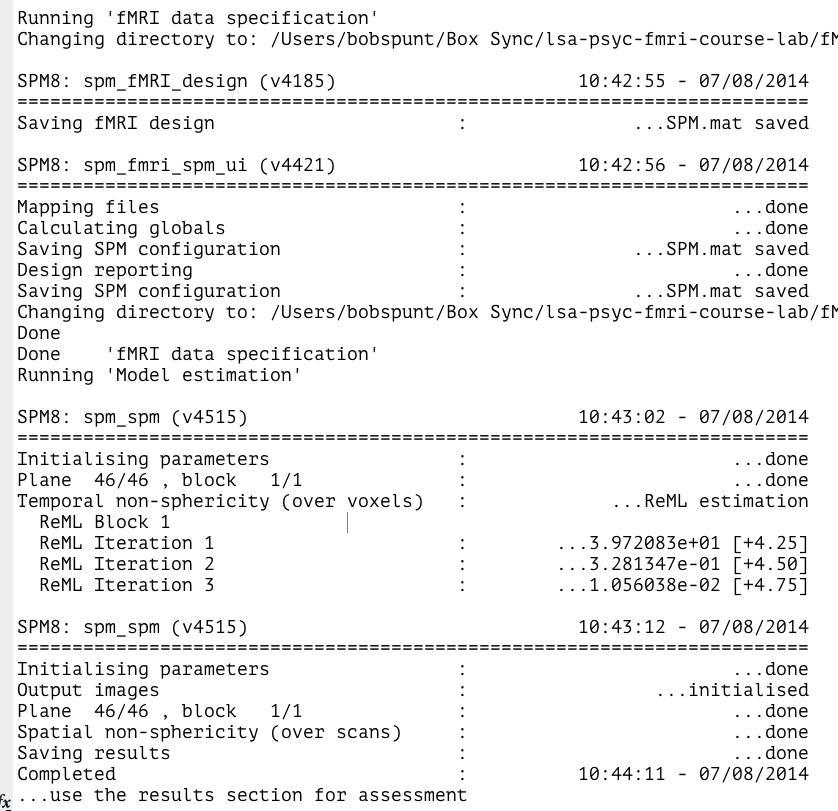 Running 'fMRI data specification'
Changing directory to: /Users/bobspunt/Box Sync/lsa-psyc-fmri-course-lab/fM
SPM8: spm_fMRI_design (v4185) 10:42:55 - 07/08/2014
========================================================================
Saving fMRI design : ...SPM.mat saved
SPM8: spm_fmri_spm_ui (v4421) 10:42:56 - 07/08/2014
========================================================================
Mapping files : ...done
Calculating globals : ...done
Saving SPM configuration : ...SPM.mat saved
Design reporting : ...done
Saving SPM configuration : ...SPM.mat saved
Changing directory to: /Users/bobspunt/Box Sync/lsa-psyc-fmri-course-lab/fM
Done
Done 'fMRI data specification'
Running 'Model estimation'
SPM8: spm_spm (v4515) 10:43:02 - 07/08/2014
========================================================================
Initialising parameters : ...done
Plane 46/46 , block 1/1 : ...done
Temporal non-sphericity (over voxels) : ...ReML estimation
ReML Block 1
ReML Iteration 1 : ...3.972083e+01 [+4.25]
ReML Iteration 2 : ...3.281347e-01 [+4.50]
ReML Iteration 3 : ...1.056038e-02 [+4.75]
SPM8: spm_spm (v4515) 10:43:12 - 07/08/2014
========================================================================
Initialising parameters : ...done
Output images : ...initialised
Plane 46/46 , block 1/1 : ...done
Spatial non-sphericity (over scans) : ...done
Saving results : ...done
Completed : 10:44:11 - 07/08/2014
fx ...use the results section for assessment